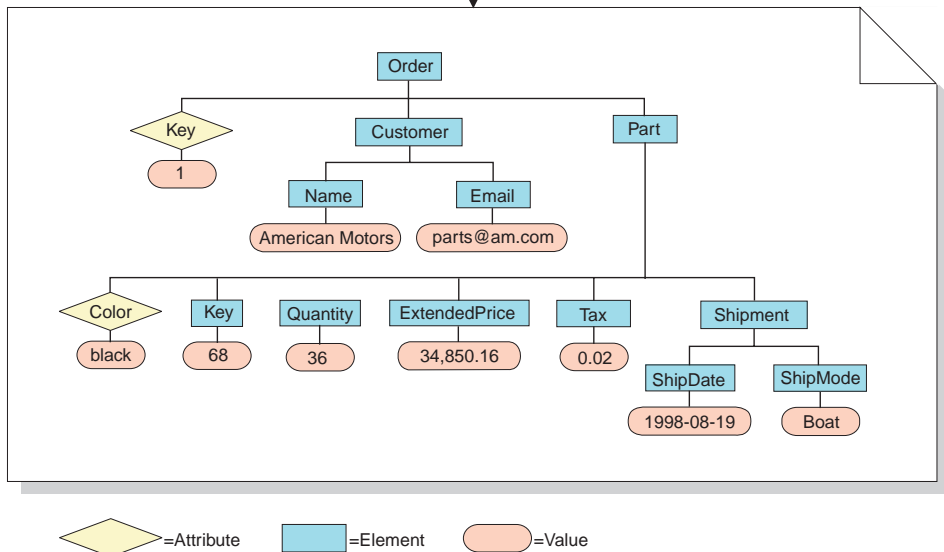 Order
Key
Customer
Part
1
Name
Email
American Motors
parts@am.com
Color
Key
Quantity
ExtendedPrice
Tax
Shipment
black
68
36
34,850.16
0.02
ShipDate
ShipMode
1998-08-19
Boat
=Attribute
=Element
=Value